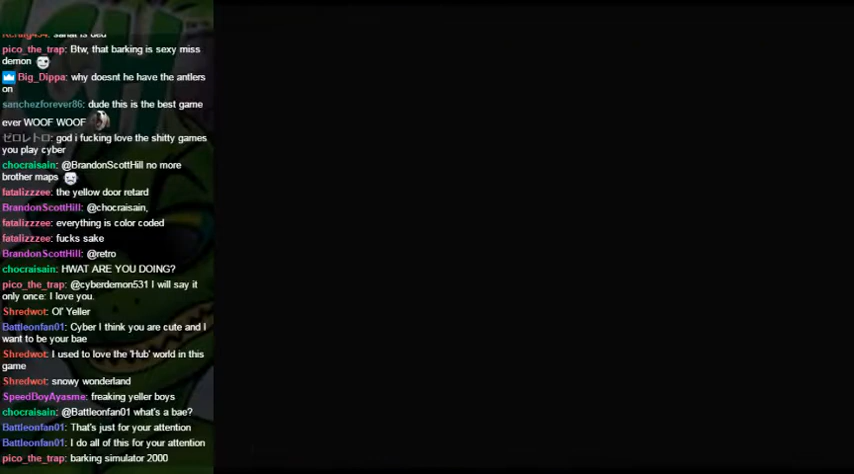 pico_the_trap: Btw, that barking is sexy miss
demon
Big_Dippa: why doesnt he have the antlers
on
sanchezforever86: dude this is the best game
ever WOOF WOOF
ゼロレトロ: god i fucking love the shitty games
you play cyber
chocraisain: @BrandonScottHill no more
brother maps
fatalizzzee: the yellow door retard
BrandonScottHill: @chocraisain,
fatalizzzee: everything is color coded
fatalizzzee: fucks sake
BrandonScottHill: @retro
chocraisain: HWAT ARE YOU DOING?
pico_the_trap: @cyberdemon531 I will say it
only once: I love you.
Shredwot: Ol' Yeller
Battleonfan01: Cyber I think you are cute and I
want to be your bae
Shredwot: I used to love the 'Hub' world in this
game
Shredwot: snowy wonderland
SpeedBoyAyasme: freaking yeller boys
chocraisain: @Battleonfan01 what's a bae?
Battleonfan01: That's just for your attention
Battleonfan01: I do all of this for your attention
pico_the_trap: barking simulator 2000